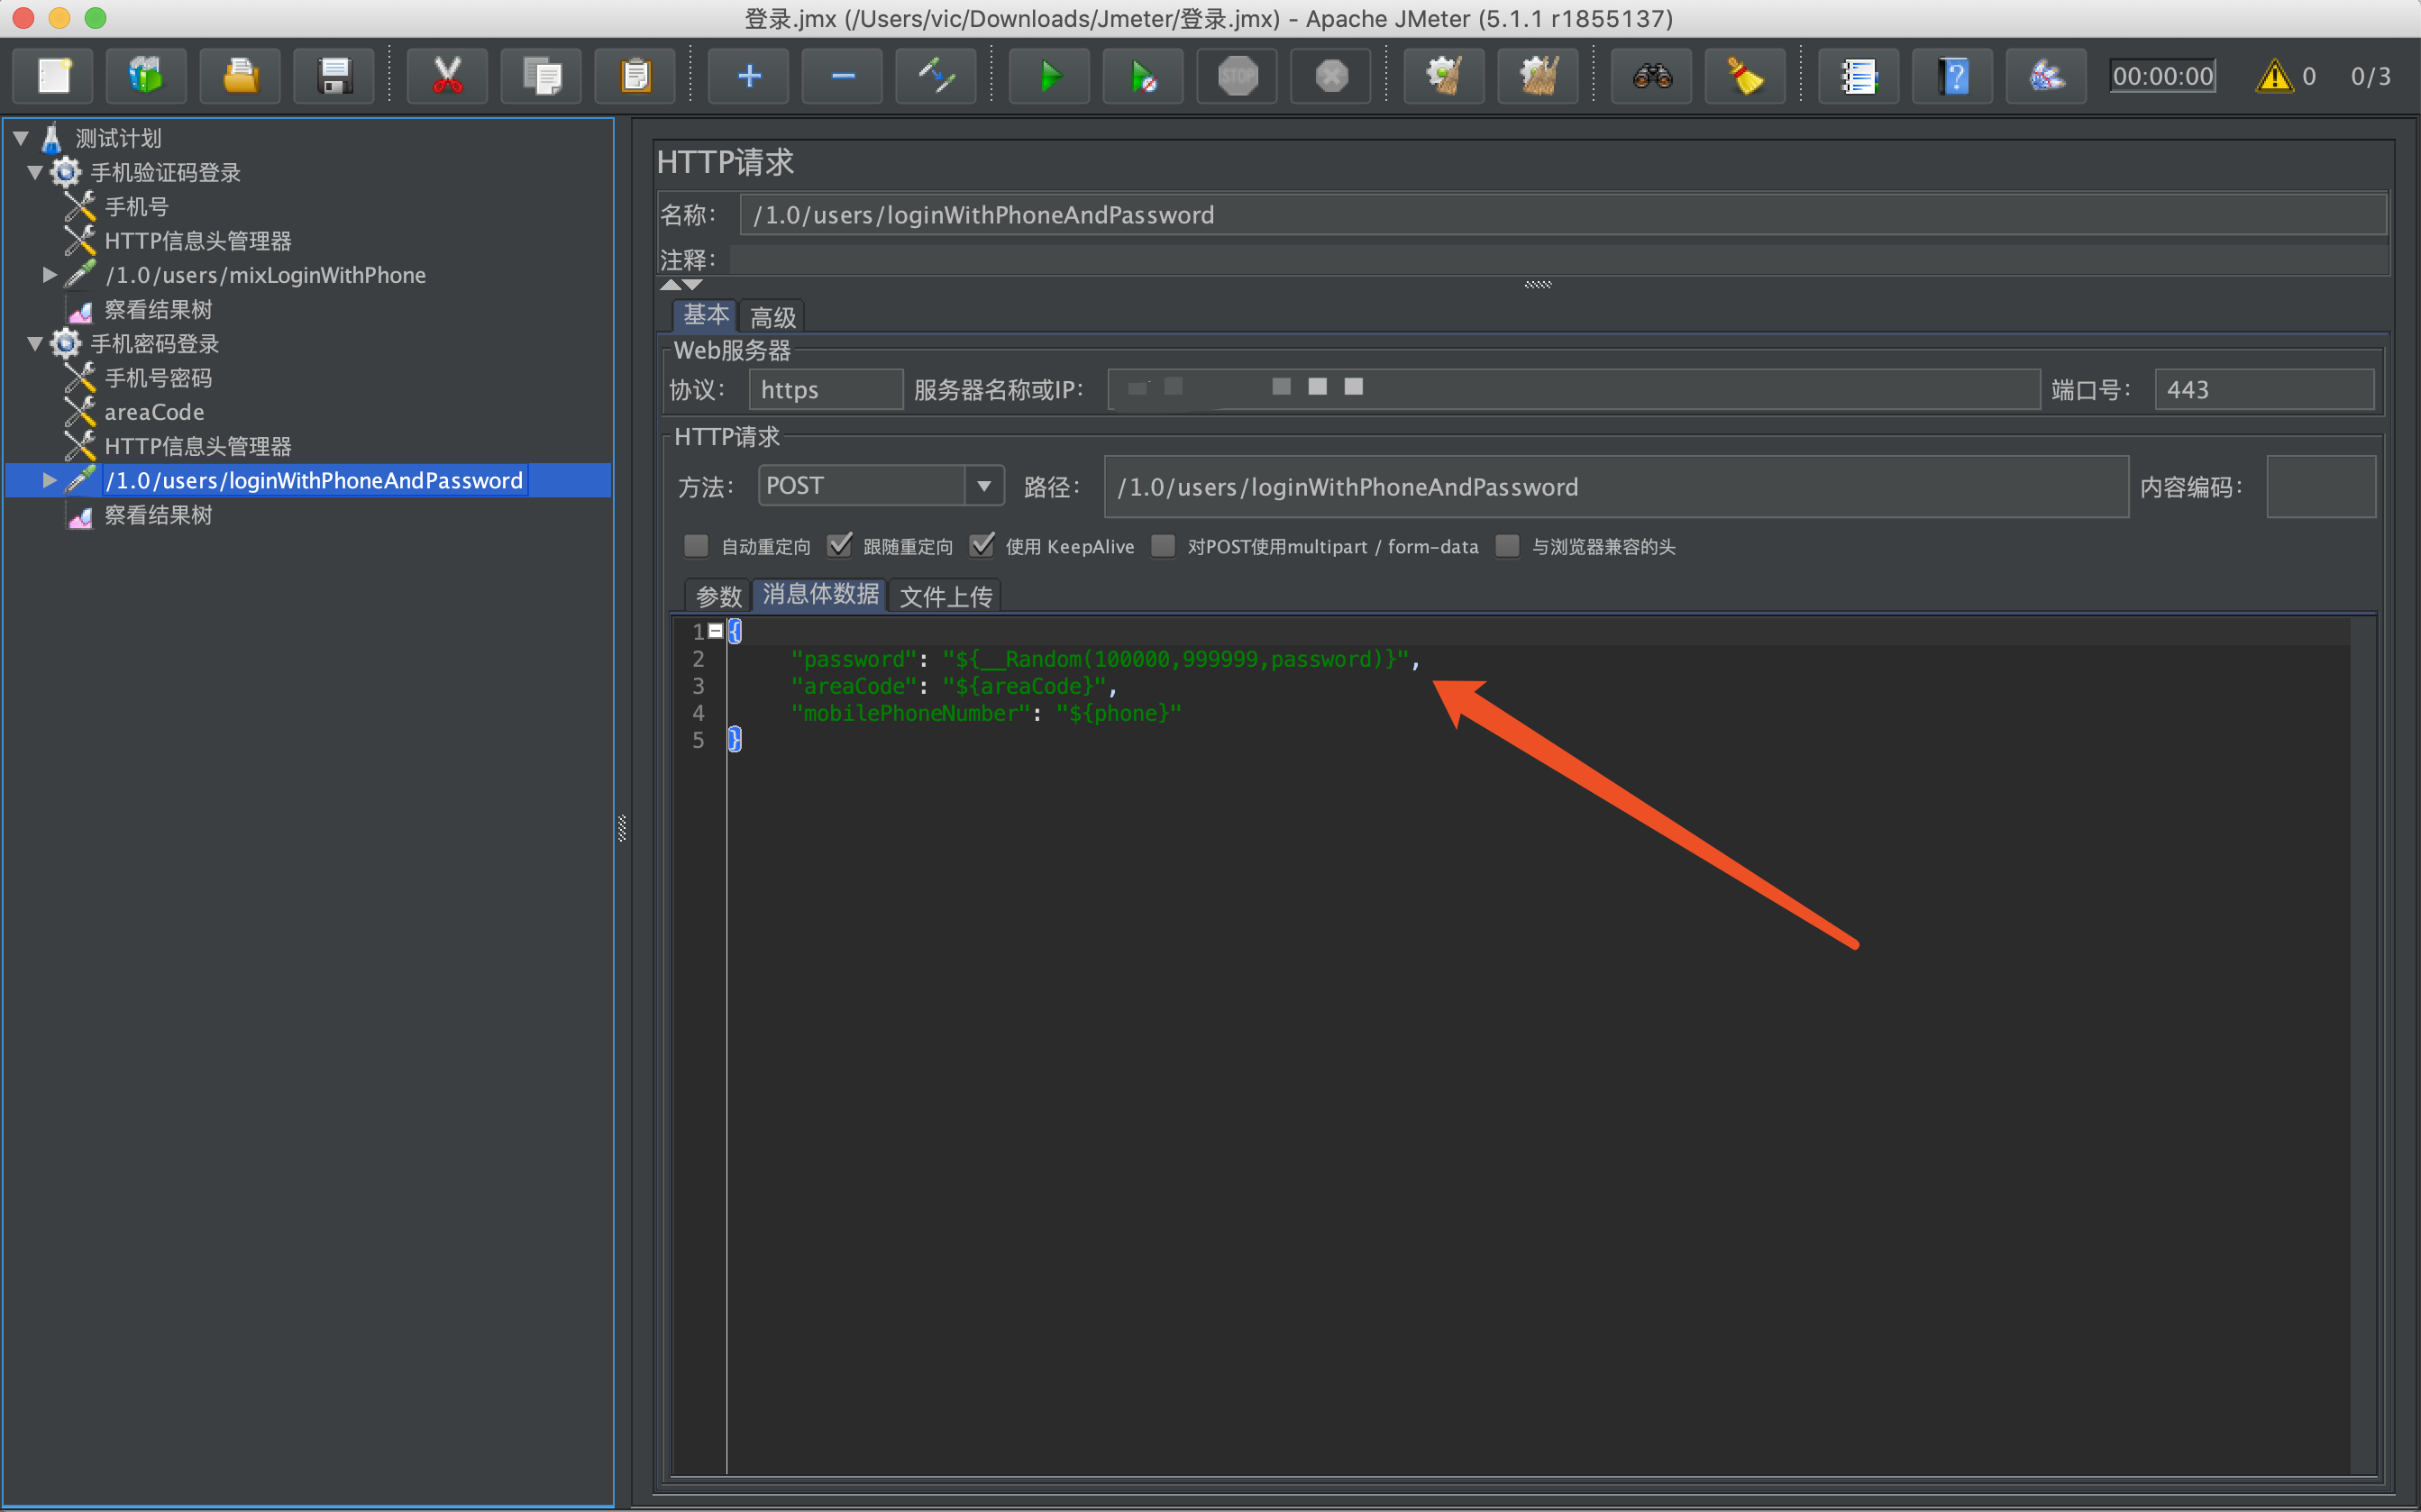 登录.jmx (/Users/vic/Downloads/Jmeter/登录.jmx) - Apache JMeter (5.1.1 r1855137)
STOP
00:00:00
0
0/3
测试计划
手机验证码登录
手机号
HTTP信息头管理器
/1.0/users/mixLoginWithPhone
察看结果树
手机密码登录
手机号密码
areaCode
HTTP信息头管理器
/1.0/users/loginWithPhoneAndPassword
察看结果树
HTTP请求
名称： /1.0/users/loginWithPhoneAndPassword
注释：
基本 高级
Web服务器
协议： https 服务器名称或IP： 端口号： 443
HTTP请求
方法： POST 路径： /1.0/users/loginWithPhoneAndPassword 内容编码：
自动重定向 跟随重定向 使用 KeepAlive 对POST使用multipart / form-data 与浏览器兼容的头
参数 消息体数据 文件上传
1 {
2 "password": "${__Random(100000,999999,password)}",
3 "areaCode": "${areaCode}",
4 "mobilePhoneNumber": "${phone}"
5 }